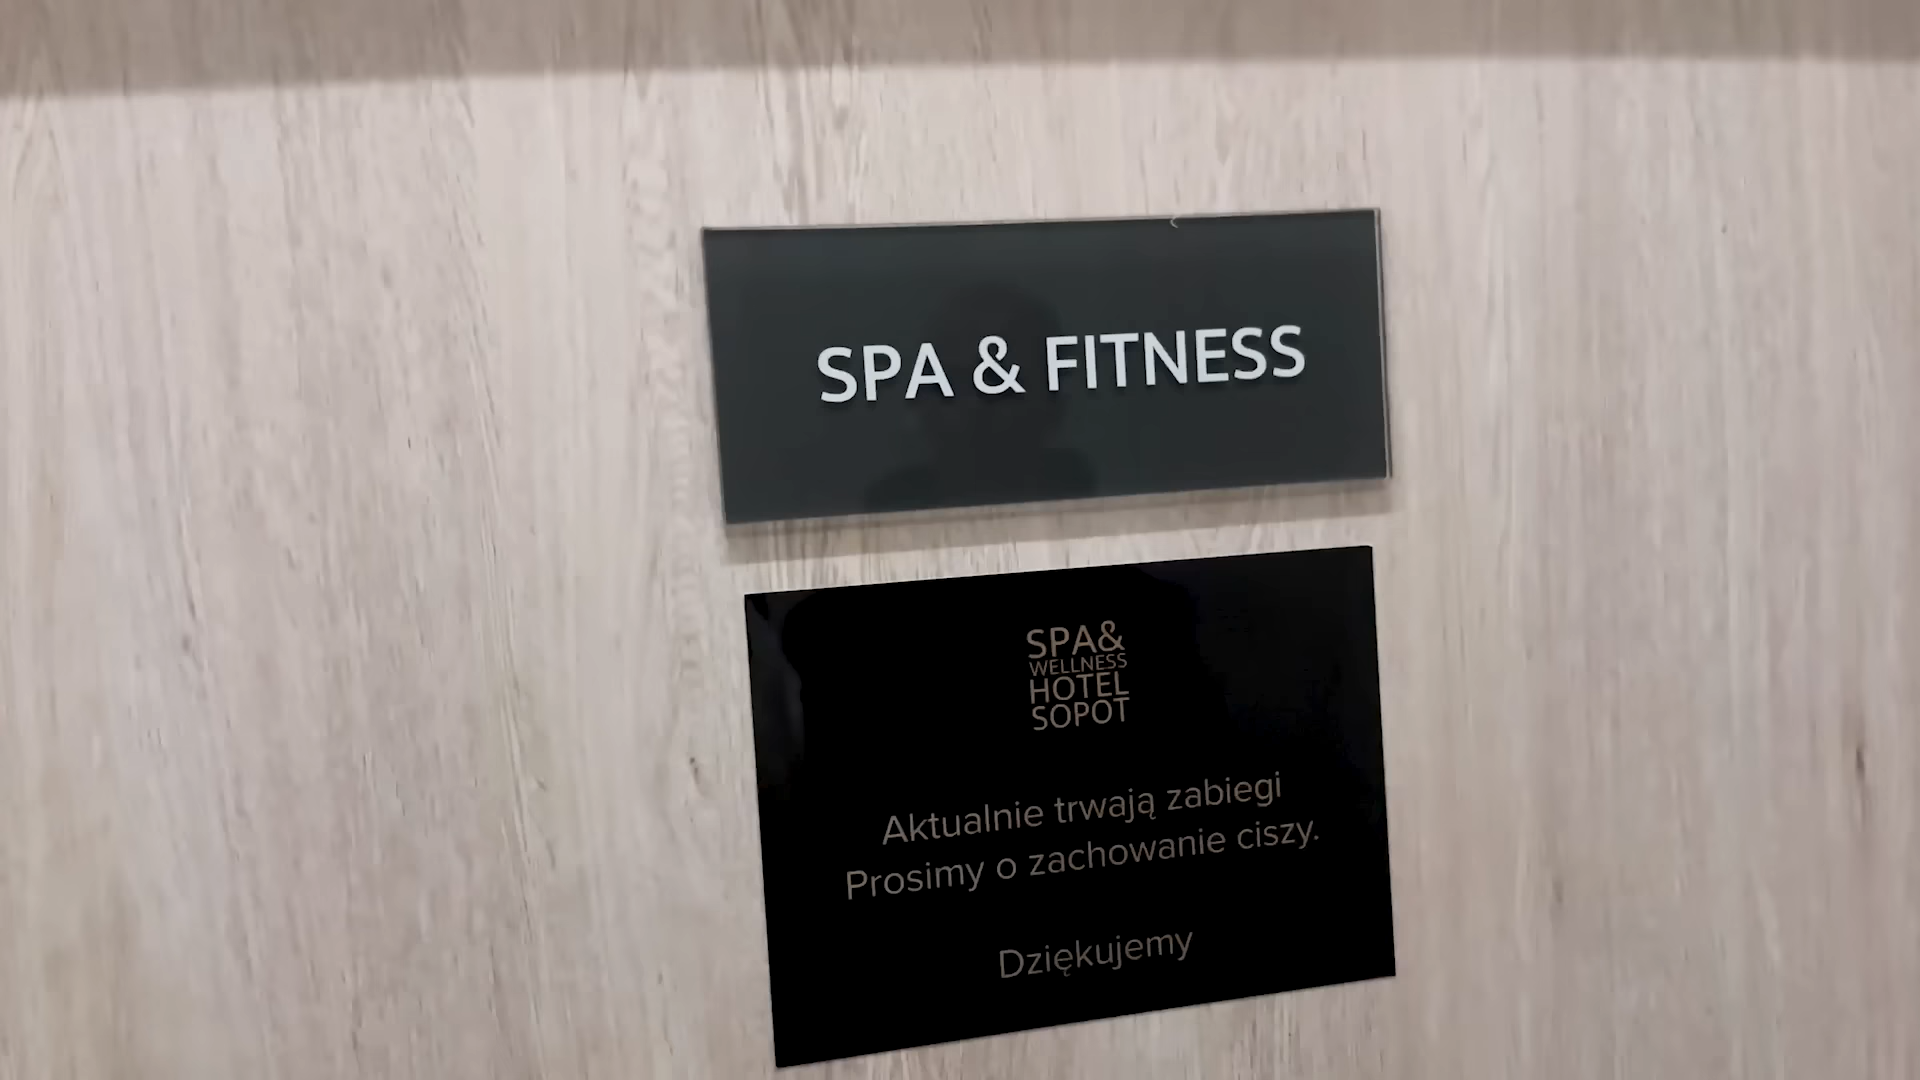 SPA & FITNESS
SPA&
WELLNESS
HOTEL
SOPOT
Aktualnie trwają zabiegi
Prosimy o zachowanie ciszy.
Dziękujemy